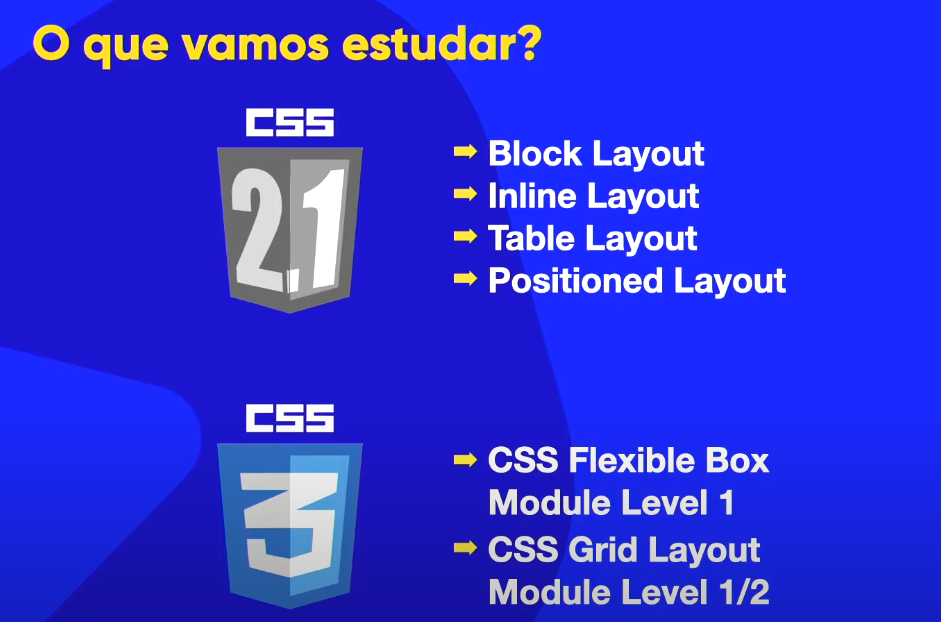 O que vamos estudar?
CSS
2.1
Block Layout
Inline Layout
Table Layout
Positioned Layout
CSS
3
CSS Flexible Box
Module Level 1
CSS Grid Layout
Module Level 1/2